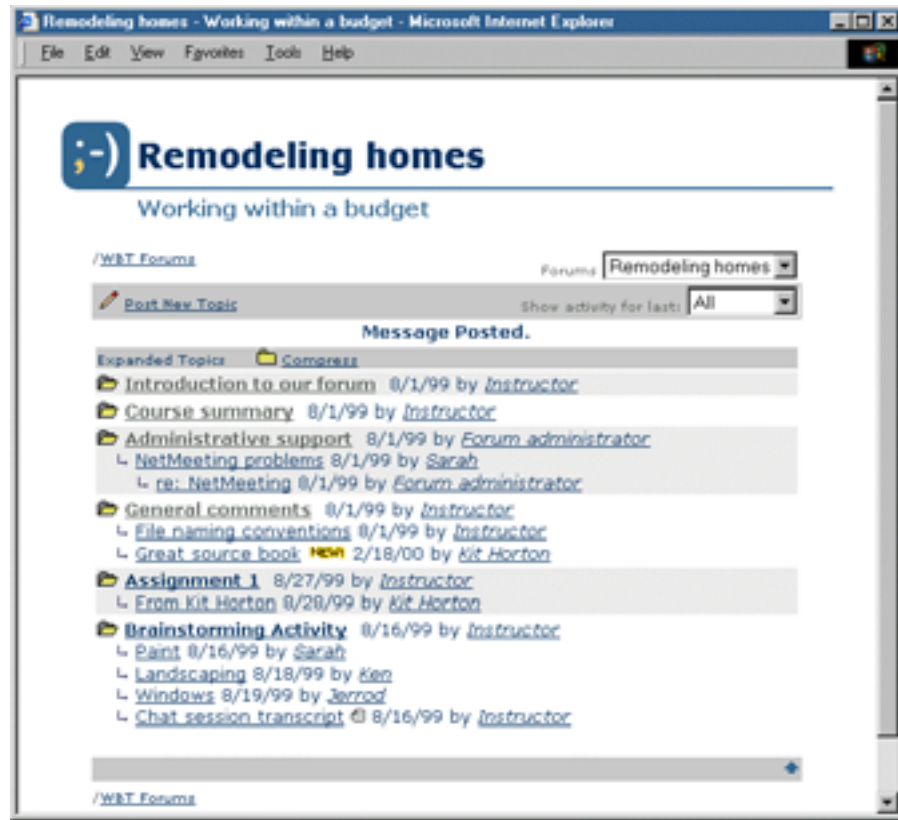 Remodeling homes - Working within a budget - Microsoft Internet Explorer
File Edit View Favorites Tools Help
;-) Remodeling homes
Working within a budget
/WBT Forums
Forums Remodeling homes
Post New Topic Show activity for last: All
Message Posted.
Expanded Topics Compress
Introduction to our forum 8/1/99 by Instructor
Course summary 8/1/99 by Instructor
Administrative support 8/1/99 by Forum administrator
NetMeeting problems 8/1/99 by Sarah
re: NetMeeting 8/1/99 by Forum administrator
General comments 8/1/99 by Instructor
File naming conventions 8/1/99 by Instructor
Great source book NEW! 2/18/00 by Kit Horton
Assignment 1 8/27/99 by Instructor
From Kit Horton 8/28/99 by Kit Horton
Brainstorming Activity 8/16/99 by Instructor
Paint 8/16/99 by Sarah
Landscaping 8/18/99 by Ken
Windows 8/19/99 by Jerrod
Chat session transcript 8/16/99 by Instructor
/WBT Forums